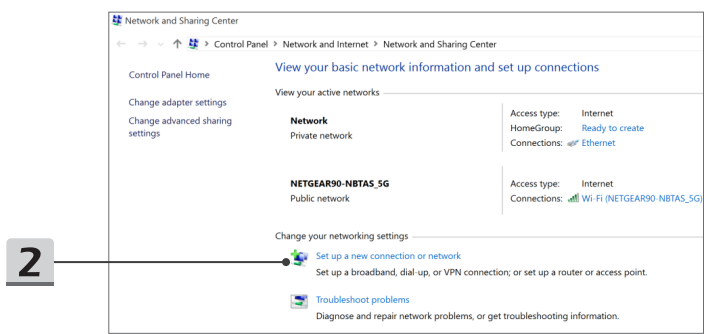 Network and Sharing Center
Control Panel > Network and Internet > Network and Sharing Center
Control Panel Home
Change adapter settings
Change advanced sharing
settings
View your basic network information and set up connections
View your active networks
Network
Private network
Access type: Internet
HomeGroup: Ready to create
Connections: Ethernet
NETGEAR90-NBTAS_5G
Public network
Access type: Internet
Connections: Wi-Fi (NETGEAR90-NBTAS_5G)
Change your networking settings
2
Set up a new connection or network
Set up a broadband, dial-up, or VPN connection; or set up a router or access point.
Troubleshoot problems
Diagnose and repair network problems, or get troubleshooting information.